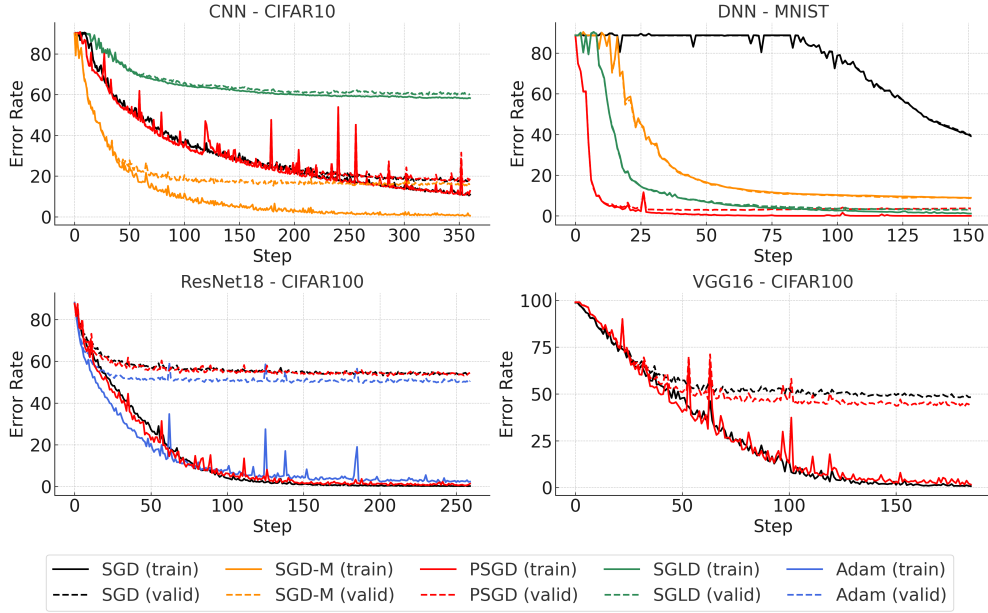 CNN - CIFAR10
Error Rate
80
60
40
20
0
0 50 100 150 200 250 300 350
Step
DNN - MNIST
Error Rate
80
60
40
20
0
0 25 50 75 100 125 150
Step
ResNet18 - CIFAR100
Error Rate
80
60
40
20
0
0 50 100 150 200 250
Step
VGG16 - CIFAR100
Error Rate
100
75
50
25
0
0 50 100 150
Step
SGD (train) SGD-M (train) PSGD (train) SGLD (train) Adam (train)
SGD (valid) SGD-M (valid) PSGD (valid) SGLD (valid) Adam (valid)